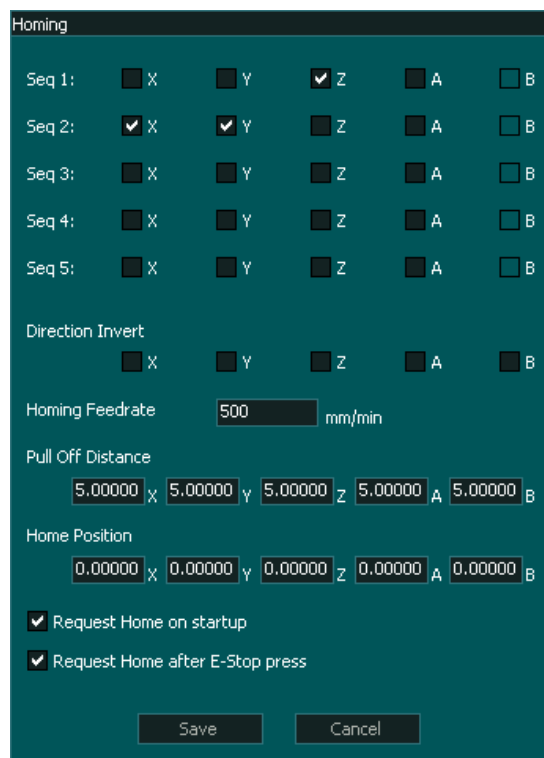 Homing
Seq 1: X Y Z A B
Seq 2: X Y Z A B
Seq 3: X Y Z A B
Seq 4: X Y Z A B
Seq 5: X Y Z A B
Direction Invert
X Y Z A B
Homing Feedrate 500 mm/min
Pull Off Distance
5.00000 X 5.00000 Y 5.00000 Z 5.00000 A 5.00000 B
Home Position
0.00000 X 0.00000 Y 0.00000 Z 0.00000 A 0.00000 B
Request Home on startup
Request Home after E-Stop press
Save Cancel